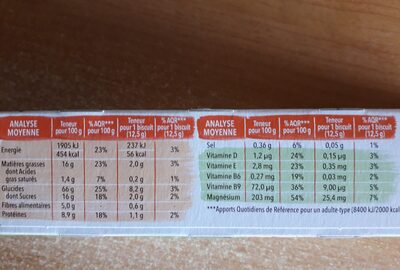 ANALYSE MOYENNE Teneur pour 100 g %AQR*** pour 100 g Teneur pour 1 biscuit (12,5 g) %AQR*** pour 1 biscuit (12,5 g)
Energie 1905 kJ 454 kcal 23% 237 kJ 56 kcal 3%
Matières grasses 16 g 23% 2,0 g 3%
dont Acides gras saturés 1,4 g 7% 0,2 g 1%
Glucides 66 g 25% 8,2 g 3%
dont Sucres 16 g 18% 2,0 g 2%
Fibres alimentaires 5,0 g - 0,6 g -
Protéines 8,9 g 18% 1,1 g 2%
ANALYSE MOYENNE Teneur pour 100 g %AQR*** pour 100 g Teneur pour 1 biscuit (12,5 g) %AQR*** pour 1 biscuit (12,5 g)
Sel 0,36 g 6% 0,05 g 1%
Vitamine D 1,2 µg 24% 0,15 µg 3%
Vitamine E 2,8 mg 23% 0,35 mg 3%
Vitamine B6 0,27 mg 19% 0,03 mg 2%
Vitamine B9 72,0 µg 36% 9,00 µg 5%
Magnésium 203 mg 54% 25,4 mg 7%
***Apports Quotidiens de Référence pour un adulte-type (8400 kJ/2000 kcal